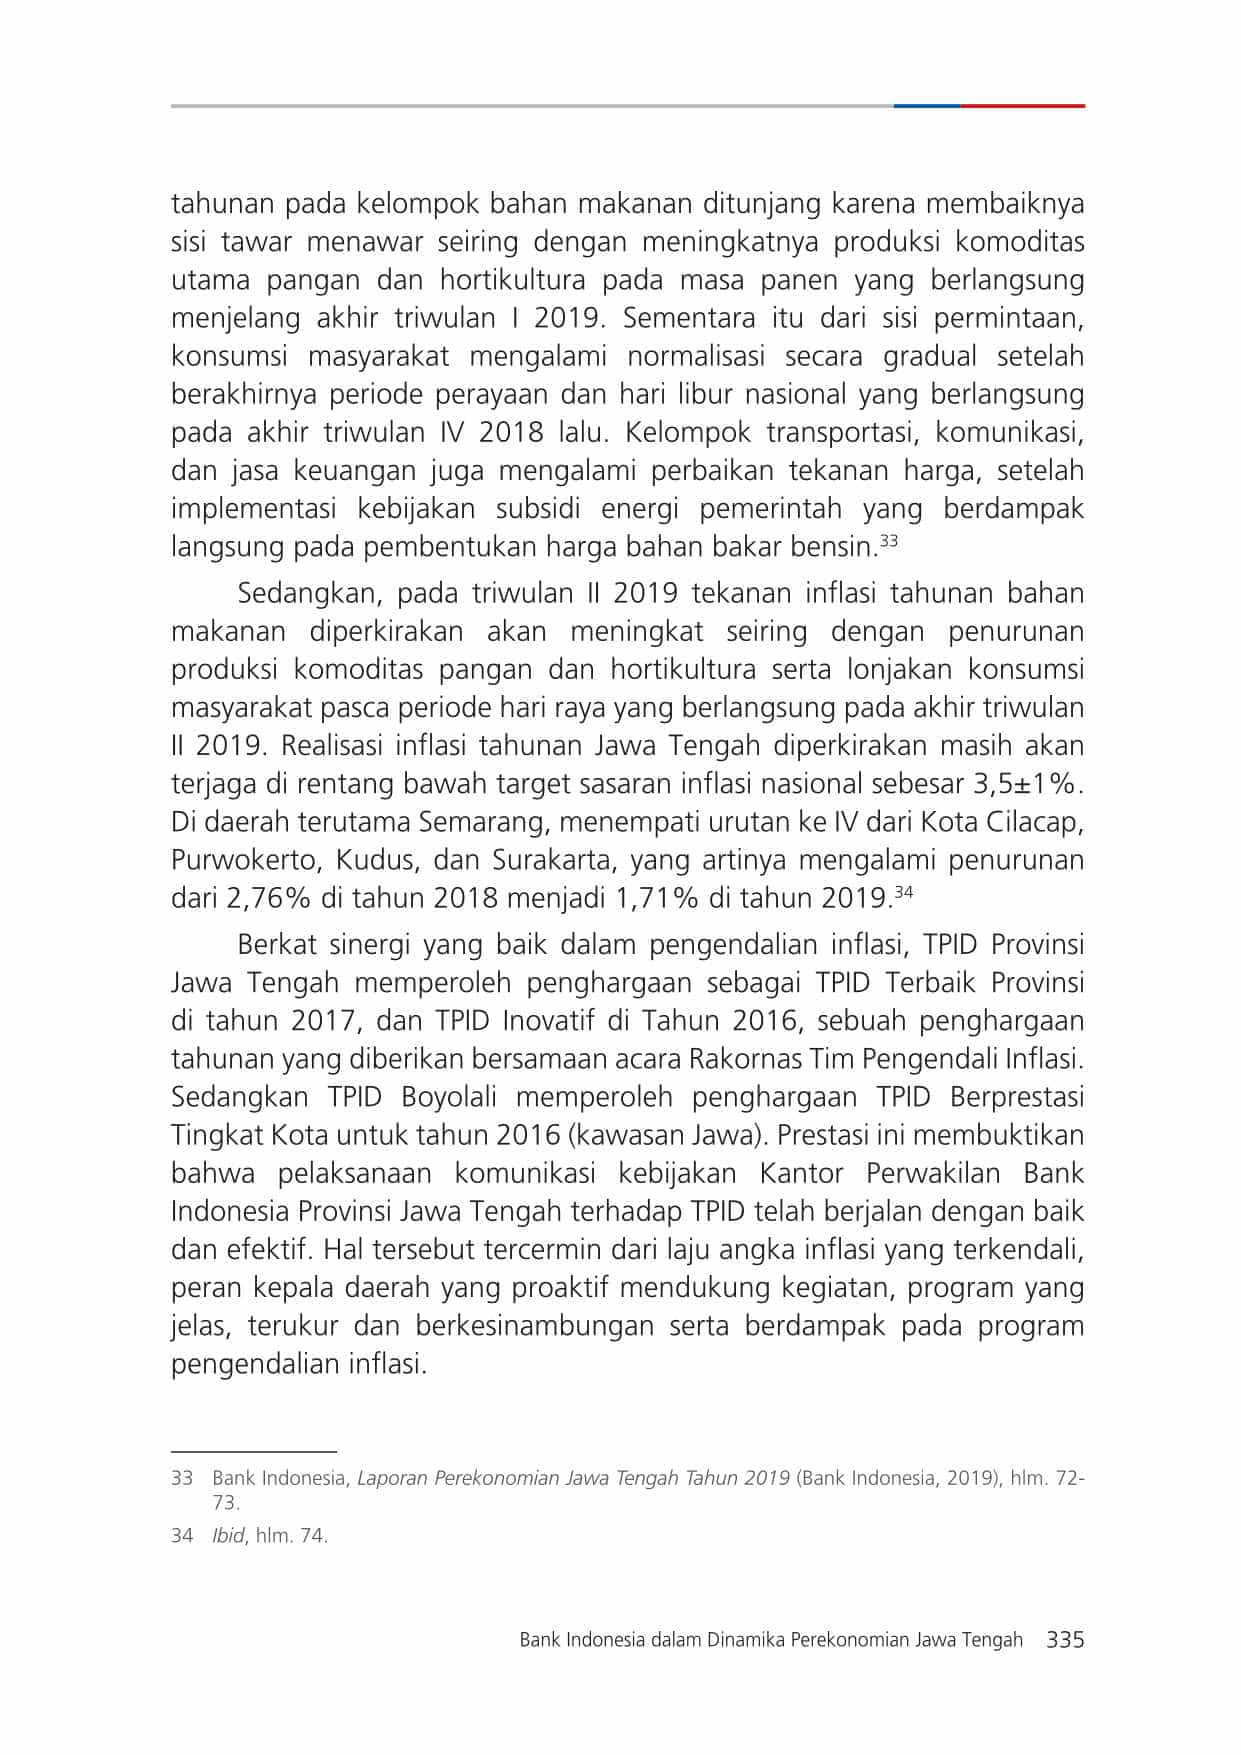 tahunan pada kelompok bahan makanan ditunjang karena membaiknya
sisi tawar menawar seiring dengan meningkatnya produksi komoditas
utama pangan dan hortikultura pada masa panen yang berlangsung
menjelang akhir triwulan I 2019. Sementara itu dari sisi permintaan,
konsumsi masyarakat mengalami normalisasi secara gradual setelah
berakhirnya periode perayaan dan hari libur nasional yang berlangsung
pada akhir triwulan IV 2018 lalu. Kelompok transportasi, komunikasi,
dan jasa keuangan juga mengalami perbaikan tekanan harga, setelah
implementasi kebijakan subsidi energi pemerintah yang berdampak
langsung pada pembentukan harga bahan bakar bensin.33
Sedangkan, pada triwulan II 2019 tekanan inflasi tahunan bahan
makanan diperkirakan akan meningkat seiring dengan penurunan
produksi komoditas pangan dan hortikultura serta lonjakan konsumsi
masyarakat pasca periode hari raya yang berlangsung pada akhir triwulan
II 2019. Realisasi inflasi tahunan Jawa Tengah diperkirakan masih akan
terjaga di rentang bawah target sasaran inflasi nasional sebesar 3,5±1%.
Di daerah terutama Semarang, menempati urutan ke IV dari Kota Cilacap,
Purwokerto, Kudus, dan Surakarta, yang artinya mengalami penurunan
dari 2,76% di tahun 2018 menjadi 1,71% di tahun 2019.34
Berkat sinergi yang baik dalam pengendalian inflasi, TPID Provinsi
Jawa Tengah memperoleh penghargaan sebagai TPID Terbaik Provinsi
di tahun 2017, dan TPID Inovatif di Tahun 2016, sebuah penghargaan
tahunan yang diberikan bersamaan acara Rakornas Tim Pengendali Inflasi.
Sedangkan TPID Boyolali memperoleh penghargaan TPID Berprestasi
Tingkat Kota untuk tahun 2016 (kawasan Jawa). Prestasi ini membuktikan
bahwa pelaksanaan komunikasi kebijakan Kantor Perwakilan Bank
Indonesia Provinsi Jawa Tengah terhadap TPID telah berjalan dengan baik
dan efektif. Hal tersebut tercermin dari laju angka inflasi yang terkendali,
peran kepala daerah yang proaktif mendukung kegiatan, program yang
jelas, terukur dan berkesinambungan serta berdampak pada program
pengendalian inflasi.
33 Bank Indonesia, Laporan Perekonomian Jawa Tengah Tahun 2019 (Bank Indonesia, 2019), hlm. 72-
73.
34 Ibid, hlm. 74.
Bank Indonesia dalam Dinamika Perekonomian Jawa Tengah 335